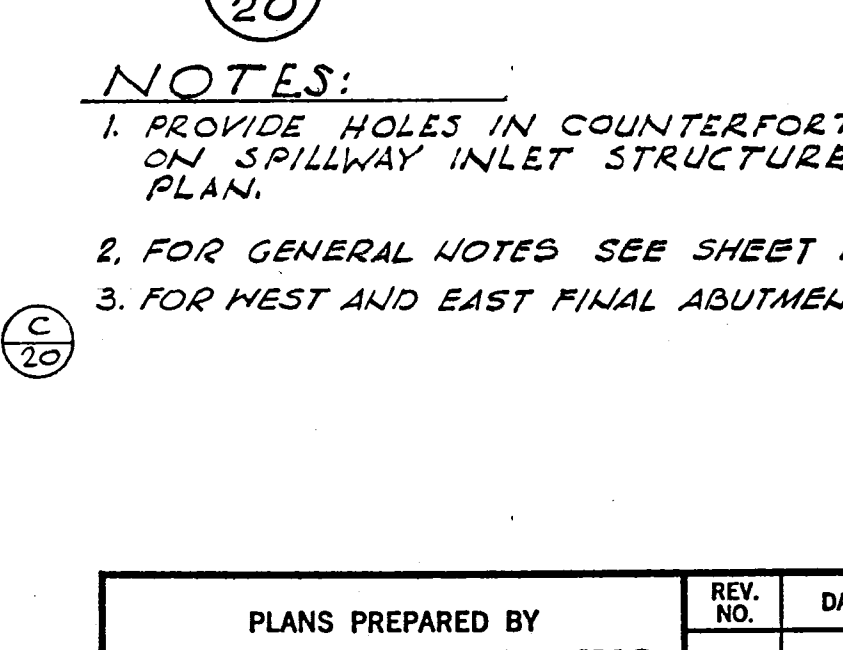 20
NOTES:
1. PROVIDE HOLES IN COUNTERFORT
ON SPILLWAY INLET STRUCTURE
PLAN.
2. FOR GENERAL NOTES SEE SHEET
3. FOR WEST AND EAST FINAL ABUTMEN
C
20
PLANS PREPARED BY
REV.
NO.
DA